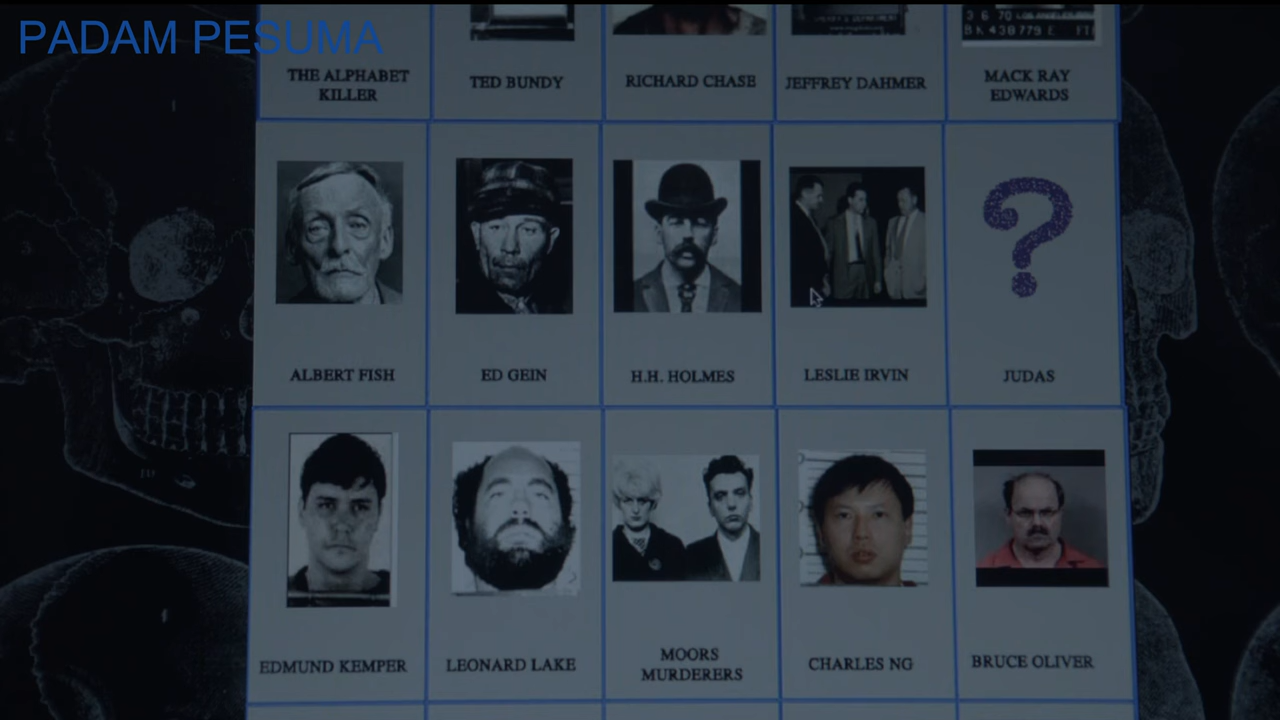 PADAM PESUMA
THE ALPHABET
KILLER
TED BUNDY
RICHARD CHASE
JEFFREY DAHMER
MACK RAY
EDWARDS
ALBERT FISH
ED GEIN
H.H. HOLMES
LESLIE IRVIN
?
JUDAS
EDMUND KEMPER
LEONARD LAKE
MOORS
MURDERERS
CHARLES NG
BRUCE OLIVER